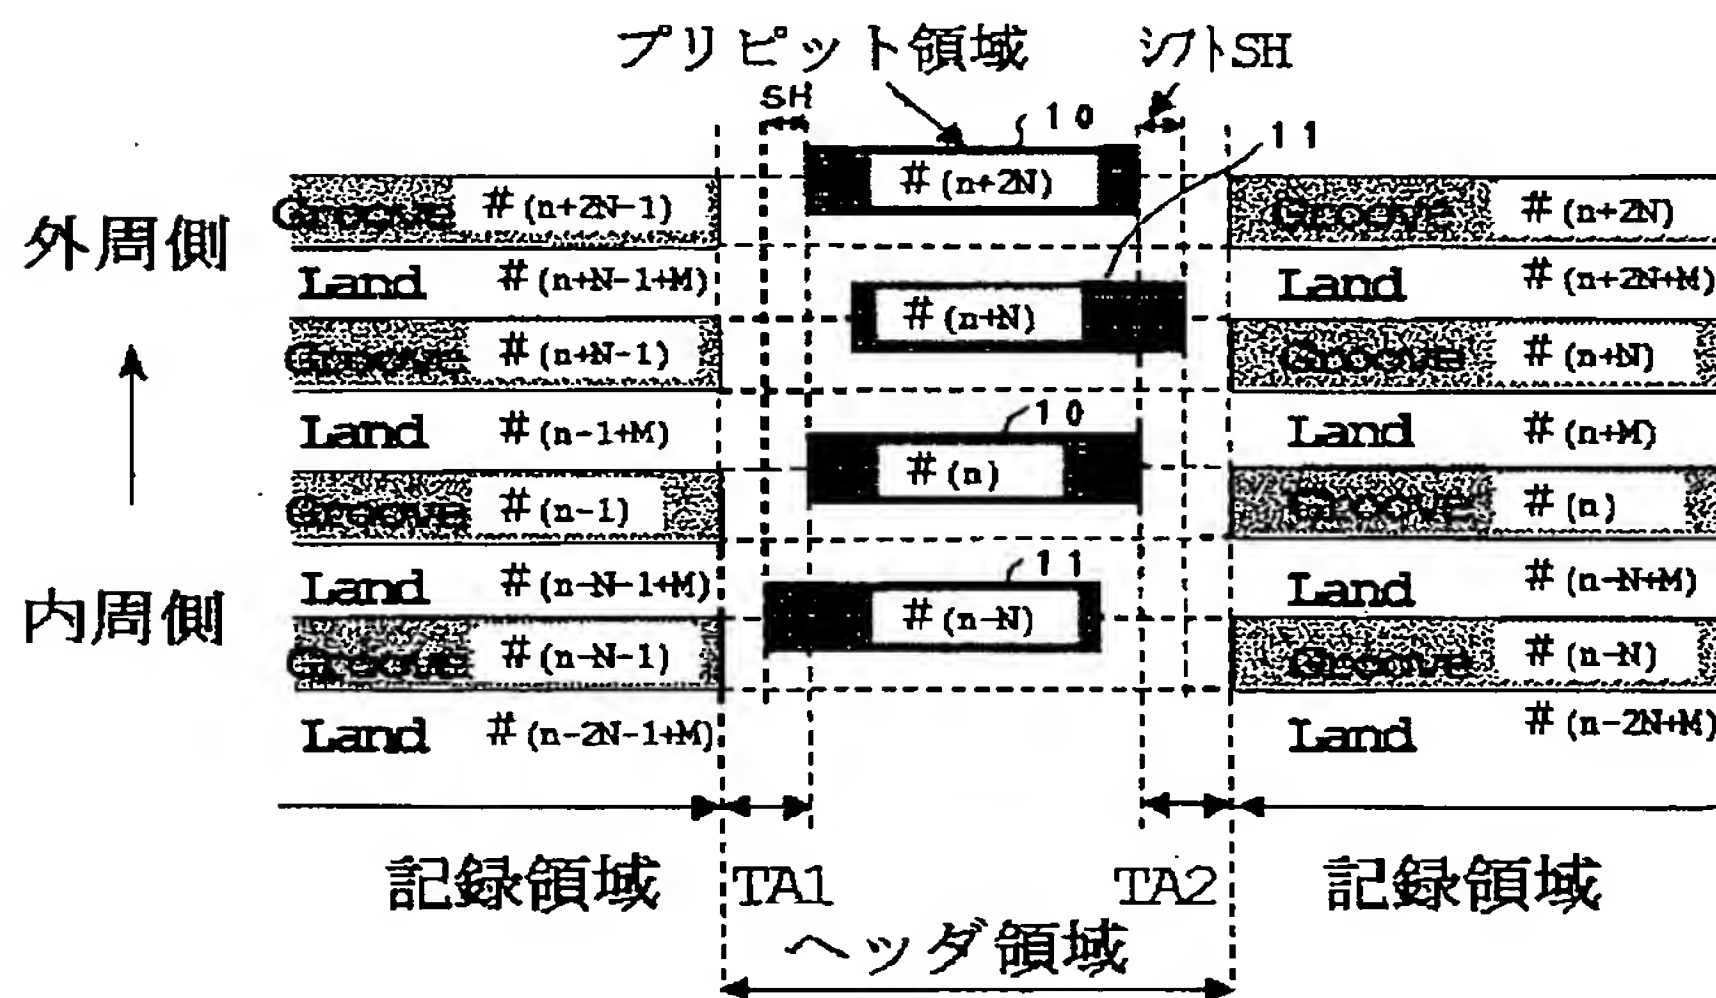 プリピット領域 シフトSH
SH
10
11
#(n+2N)
外周側
Groove #(n+2N-1)
Groove #(n+2N)
Land #(n+N-1+M)
Land #(n+2N+M)
#(n+N)
Groove #(n+N-1)
Groove #(n+N)
10
Land #(n-1+M)
Land #(n+M)
#(n)
Groove #(n-1)
Groove #(n)
11
内周側
Land #(n-N-1+M)
Land #(n-N+M)
#(n-N)
Groove #(n-N-1)
Groove #(n-N)
Land #(n-2N-1+M)
Land #(n-2N+M)
記録領域 TA1 TA2 記録領域
ヘッダ領域